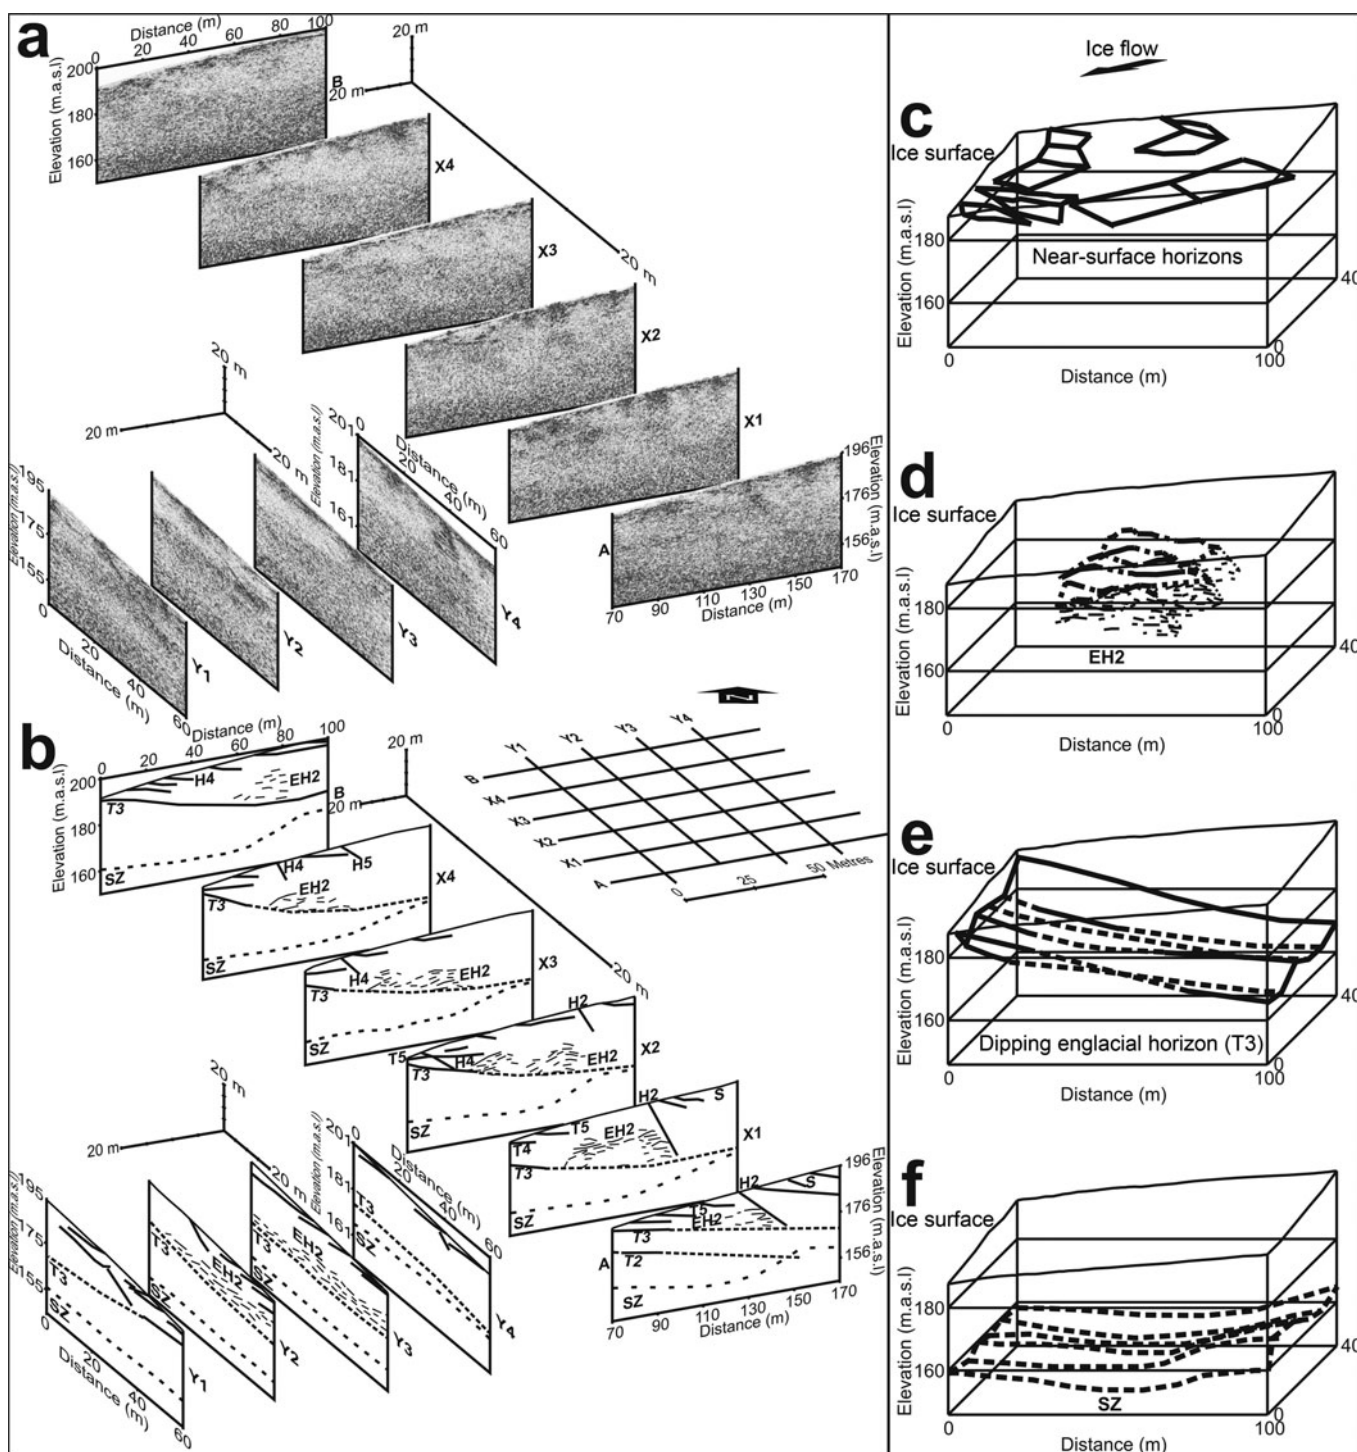 a
Distance (m)
0 20 40 60 80 100
Elevation (m.a.s.l)
200
180
160
B
20 m
20 m
20 m
X4
X3
X2
X1
A
Elevation (m.a.s.l)
196
176
156
70 90 110 130 150 170
Distance (m)
20 m
20 m
20 m
Elevation (m.a.s.l)
195
175
155
0
20
40
60
Distance (m)
Y1
Y2
Y3
Y4
Elevation (m.a.s.l)
201
181
161
0
20
40
60
Distance (m)
b
Distance (m)
0 20 40 60 80 100
Elevation (m.a.s.l)
200
180
160
H4
EH2
T3
SZ
B
20 m
20 m
20 m
H4
H5
EH2
T3
SZ
X4
H4
EH2
T3
SZ
X3
H2
T5
H4
EH2
T3
SZ
X2
H2
S
T4
T5
EH2
T3
SZ
X1
H2
S
T5
EH2
T3
T2
SZ
A
Elevation (m.a.s.l)
196
176
156
70 90 110 130 150 170
Distance (m)
20 m
20 m
20 m
Elevation (m.a.s.l)
195
175
155
0
20
40
60
Distance (m)
T3
SZ
Y1
T3
EH2
SZ
Y2
T3
EH2
SZ
Y3
T3
SZ
Y4
Elevation (m.a.s.l)
201
181
161
0
20
40
60
Distance (m)
N
Y1
Y2
Y3
Y4
B
X4
X3
X2
X1
A
0 25 50 Metres
Ice flow
c
Ice surface
Elevation (m.a.s.l)
180
160
Near-surface horizons
0
100
0
40
Distance (m)
d
Ice surface
Elevation (m.a.s.l)
180
160
EH2
0
100
0
40
Distance (m)
e
Ice surface
Elevation (m.a.s.l)
180
160
Dipping englacial horizon (T3)
0
100
0
40
Distance (m)
f
Ice surface
Elevation (m.a.s.l)
180
160
SZ
0
100
0
40
Distance (m)